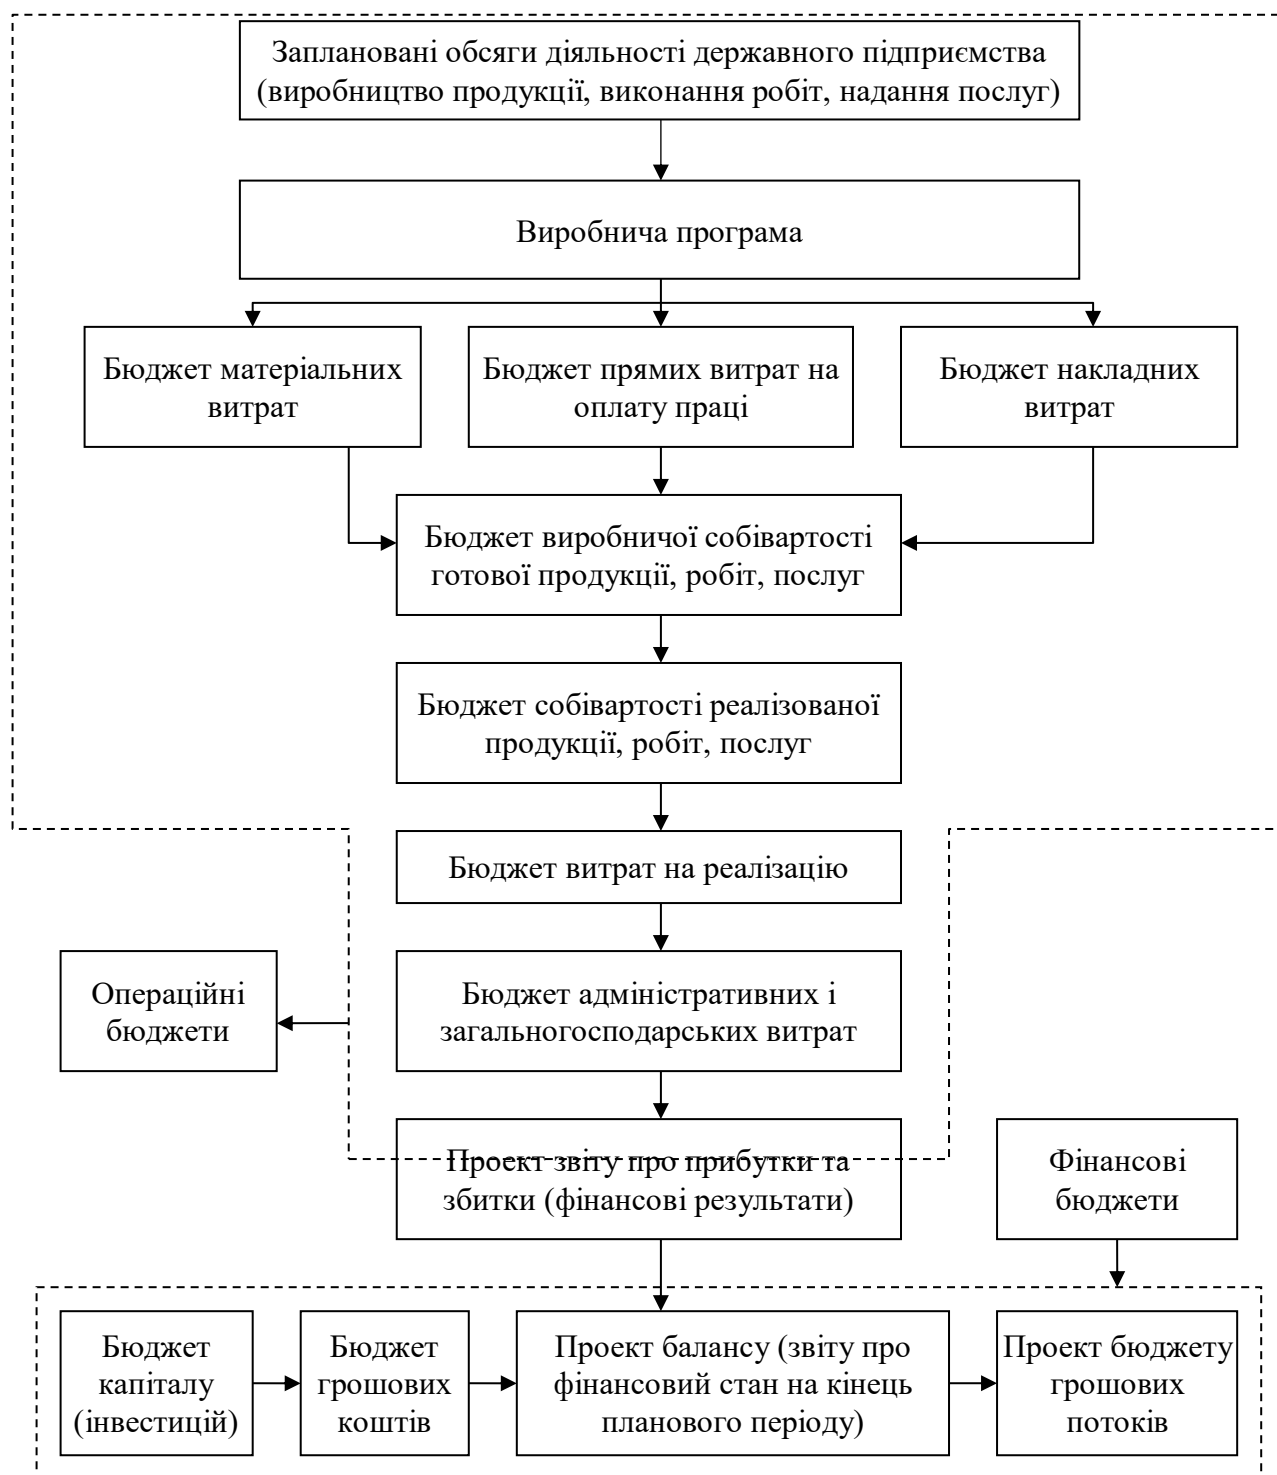 Заплановані обсяги діяльності державного підприємства
(виробництво продукції, виконання робіт, надання послуг)
Виробнича програма
Бюджет матеріальних
витрат
Бюджет прямих витрат на
оплату праці
Бюджет накладних
витрат
Бюджет виробничої собівартості
готової продукції, робіт, послуг
Бюджет собівартості реалізованої
продукції, робіт, послуг
Бюджет витрат на реалізацію
Операційні
бюджети
Бюджет адміністративних і
загальногосподарських витрат
Проект звіту про прибутки та
збитки (фінансові результати)
Фінансові
бюджети
Бюджет
капіталу
(інвестицій)
Бюджет
грошових
коштів
Проект балансу (звіту про
фінансовий стан на кінець
планового періоду)
Проект бюджету
грошових
потоків